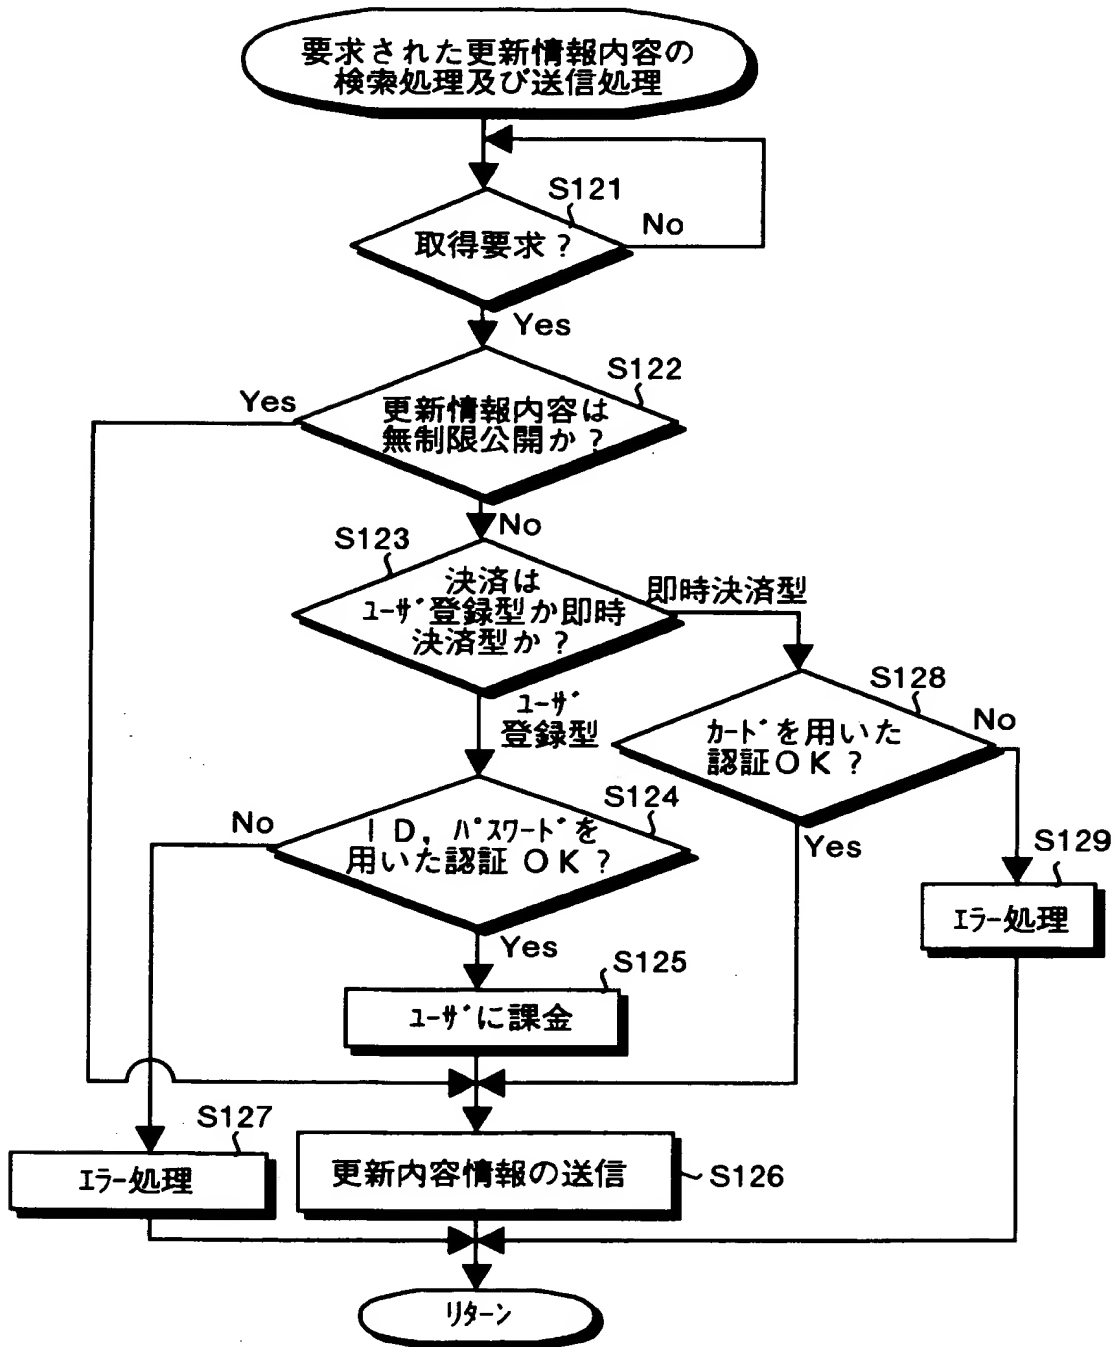 要求された更新情報内容の
検索処理及び送信処理
S121
取得要求？
No
Yes
S122
Yes
更新情報内容は
無制限公開か？
No
S123
決済は
ﾕｰｻﾞ登録型か即時
決済型か？
即時決済型
ﾕｰｻﾞ
登録型
S128
ｶｰﾄﾞを用いた
認証ＯＫ？
No
Yes
S124
No
ＩＤ，ﾊﾟｽﾜｰﾄﾞを
用いた認証ＯＫ？
Yes
S129
ｴﾗｰ処理
S125
ﾕｰｻﾞに課金
S127
ｴﾗｰ処理
更新内容情報の送信
S126
ﾘﾀｰﾝ